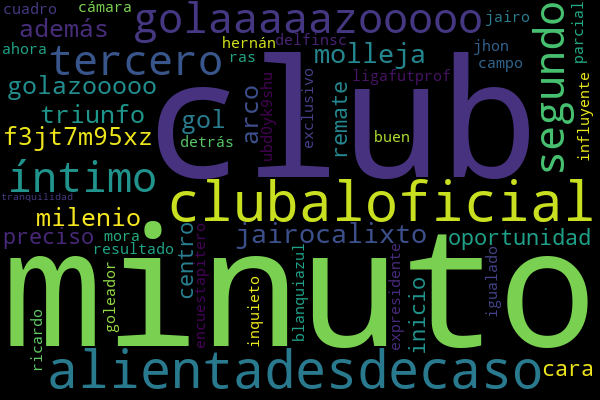 cuadro
cámara
golaaaaazooooo
jairo
además
ahora
hernán
delfinsc
jhon
tercero
ras
molleja
campo
segundo
parcial
ligafutprof
golazooooo
club
triunfo
gol
arco
ubd0yk9shu
exclusivo
remate
buen
influyente
f3jt7m95xz
detrás
íntimo
clubaloficial
tranquilidad
milenio
preciso
mora
resultado
centro
encuestapitero
jairocalixto
oportunidad
minuto
goleador
inquieto
blanquiazul
expresidente
inicio
igualado
ricardo
alientadesdecaso
cara